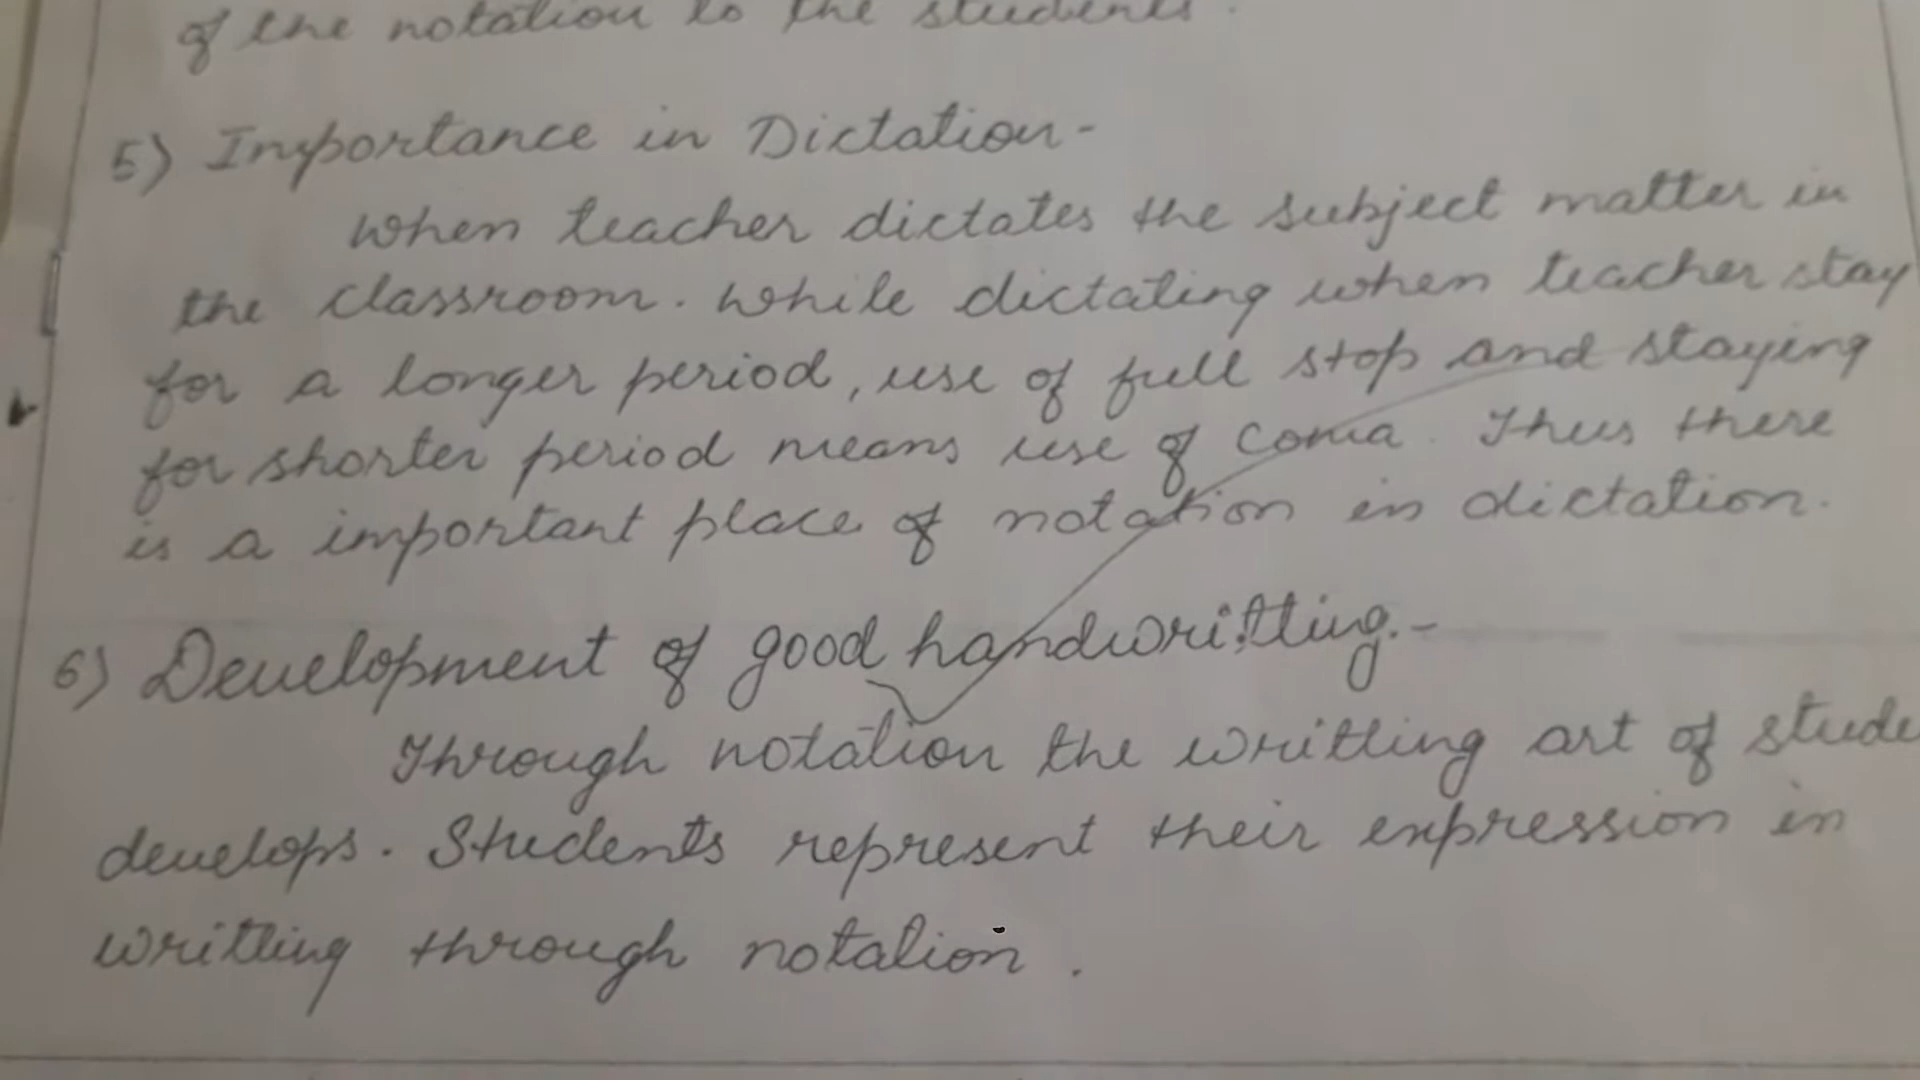 of the notation to the students.
5) Importance in Dictation-
When teacher dictates the subject matter in
the classroom. While dictating when teacher stay
for a longer period, use of full stop and staying
for shorter period means use of coma. Thus there
is a important place of notation in dictation.
6) Development of good handwritting.-
Through notation the writting art of stude
develops. Students represent their expression in
writting through notation.